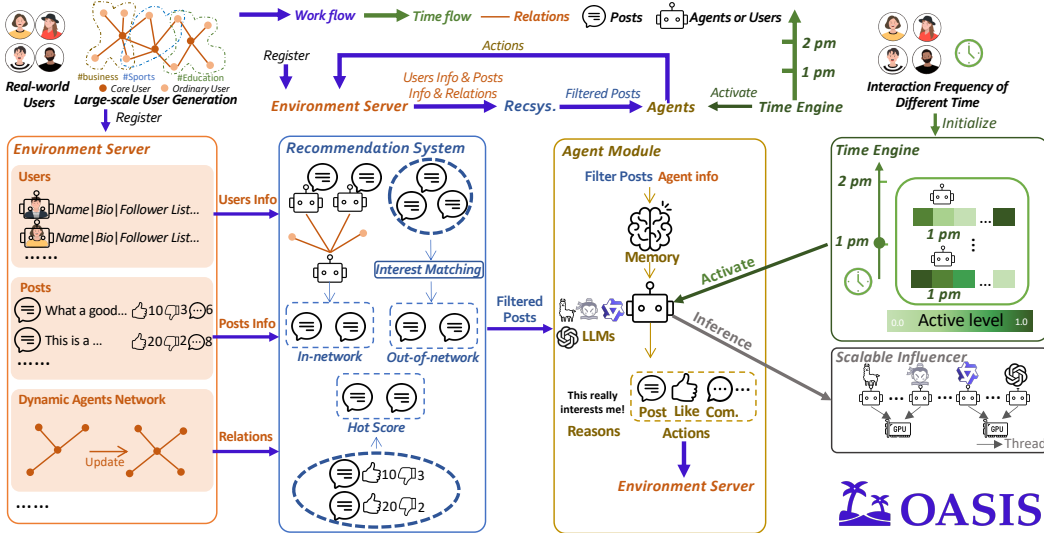 Work flow
Time flow
Relations
Posts
Agents or Users
#business #Sports
#Education
Core User
Ordinary User
Real-world
Users
Large-scale User Generation
Register
Register
Actions
Environment Server
Users Info & Posts
Info & Relations
Recsys.
Filtered Posts
Agents
Activate
Time Engine
2 pm
1 pm
Interaction Frequency of
Different Time
Initialize
Environment Server
Users
Name|Bio|Follower List...
Name|Bio|Follower List...
......
Posts
What a good... 10 3 6
This is a ... 20 2 8
......
Dynamic Agents Network
Update
......
Users Info
Posts Info
Relations
Recommendation System
Interest Matching
In-network
Out-of-network
Hot Score
10 3
20 2
Filtered
Posts
Agent Module
Filter Posts Agent info
Memory
LLMs
This really
interests me!
Reasons
...
Post Like Com.
Actions
Environment Server
Activate
Inference
Time Engine
2 pm
1 pm
...
1 pm
...
...
1 pm
0.0 Active level 1.0
Scalable Influencer
... ... ...
GPU
GPU
Thread
OASIS